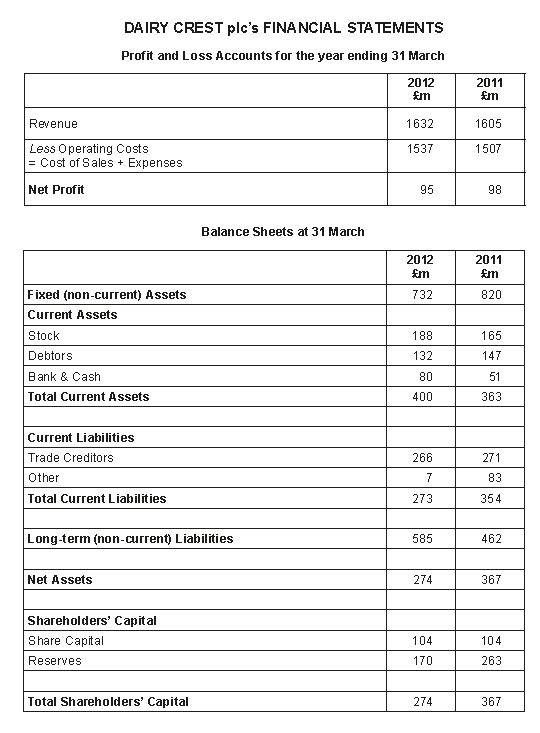 DAIRY CREST plc's FINANCIAL STATEMENTS
Profit and Loss Accounts for the year ending 31 March
2012 2011
£m £m
Revenue 1632 1605
Less Operating Costs 1537 1507
= Cost of Sales + Expenses
Net Profit 95 98
Balance Sheets at 31 March
2012 2011
£m £m
Fixed (non-current) Assets 732 820
Current Assets
Stock 188 165
Debtors 132 147
Bank & Cash 80 51
Total Current Assets 400 363
Current Liabilities
Trade Creditors 266 271
Other 7 83
Total Current Liabilities 273 354
Long-term (non-current) Liabilities 585 462
Net Assets 274 367
Shareholders' Capital
Share Capital 104 104
Reserves 170 263
Total Shareholders' Capital 274 367